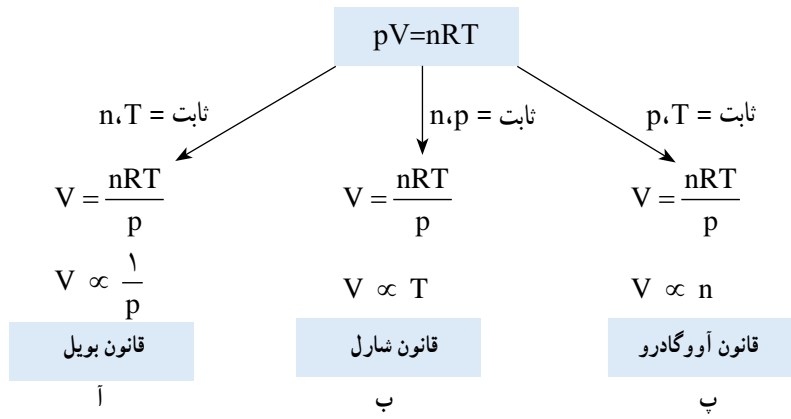 pV=nRT
n،T = ثابت
n،p = ثابت
p،T = ثابت
V = nRT/p
V = nRT/p
V = nRT/p
V ∝ ۱/p
V ∝ T
V ∝ n
قانون بویل
قانون شارل
قانون آووگادرو
آ
ب
پ